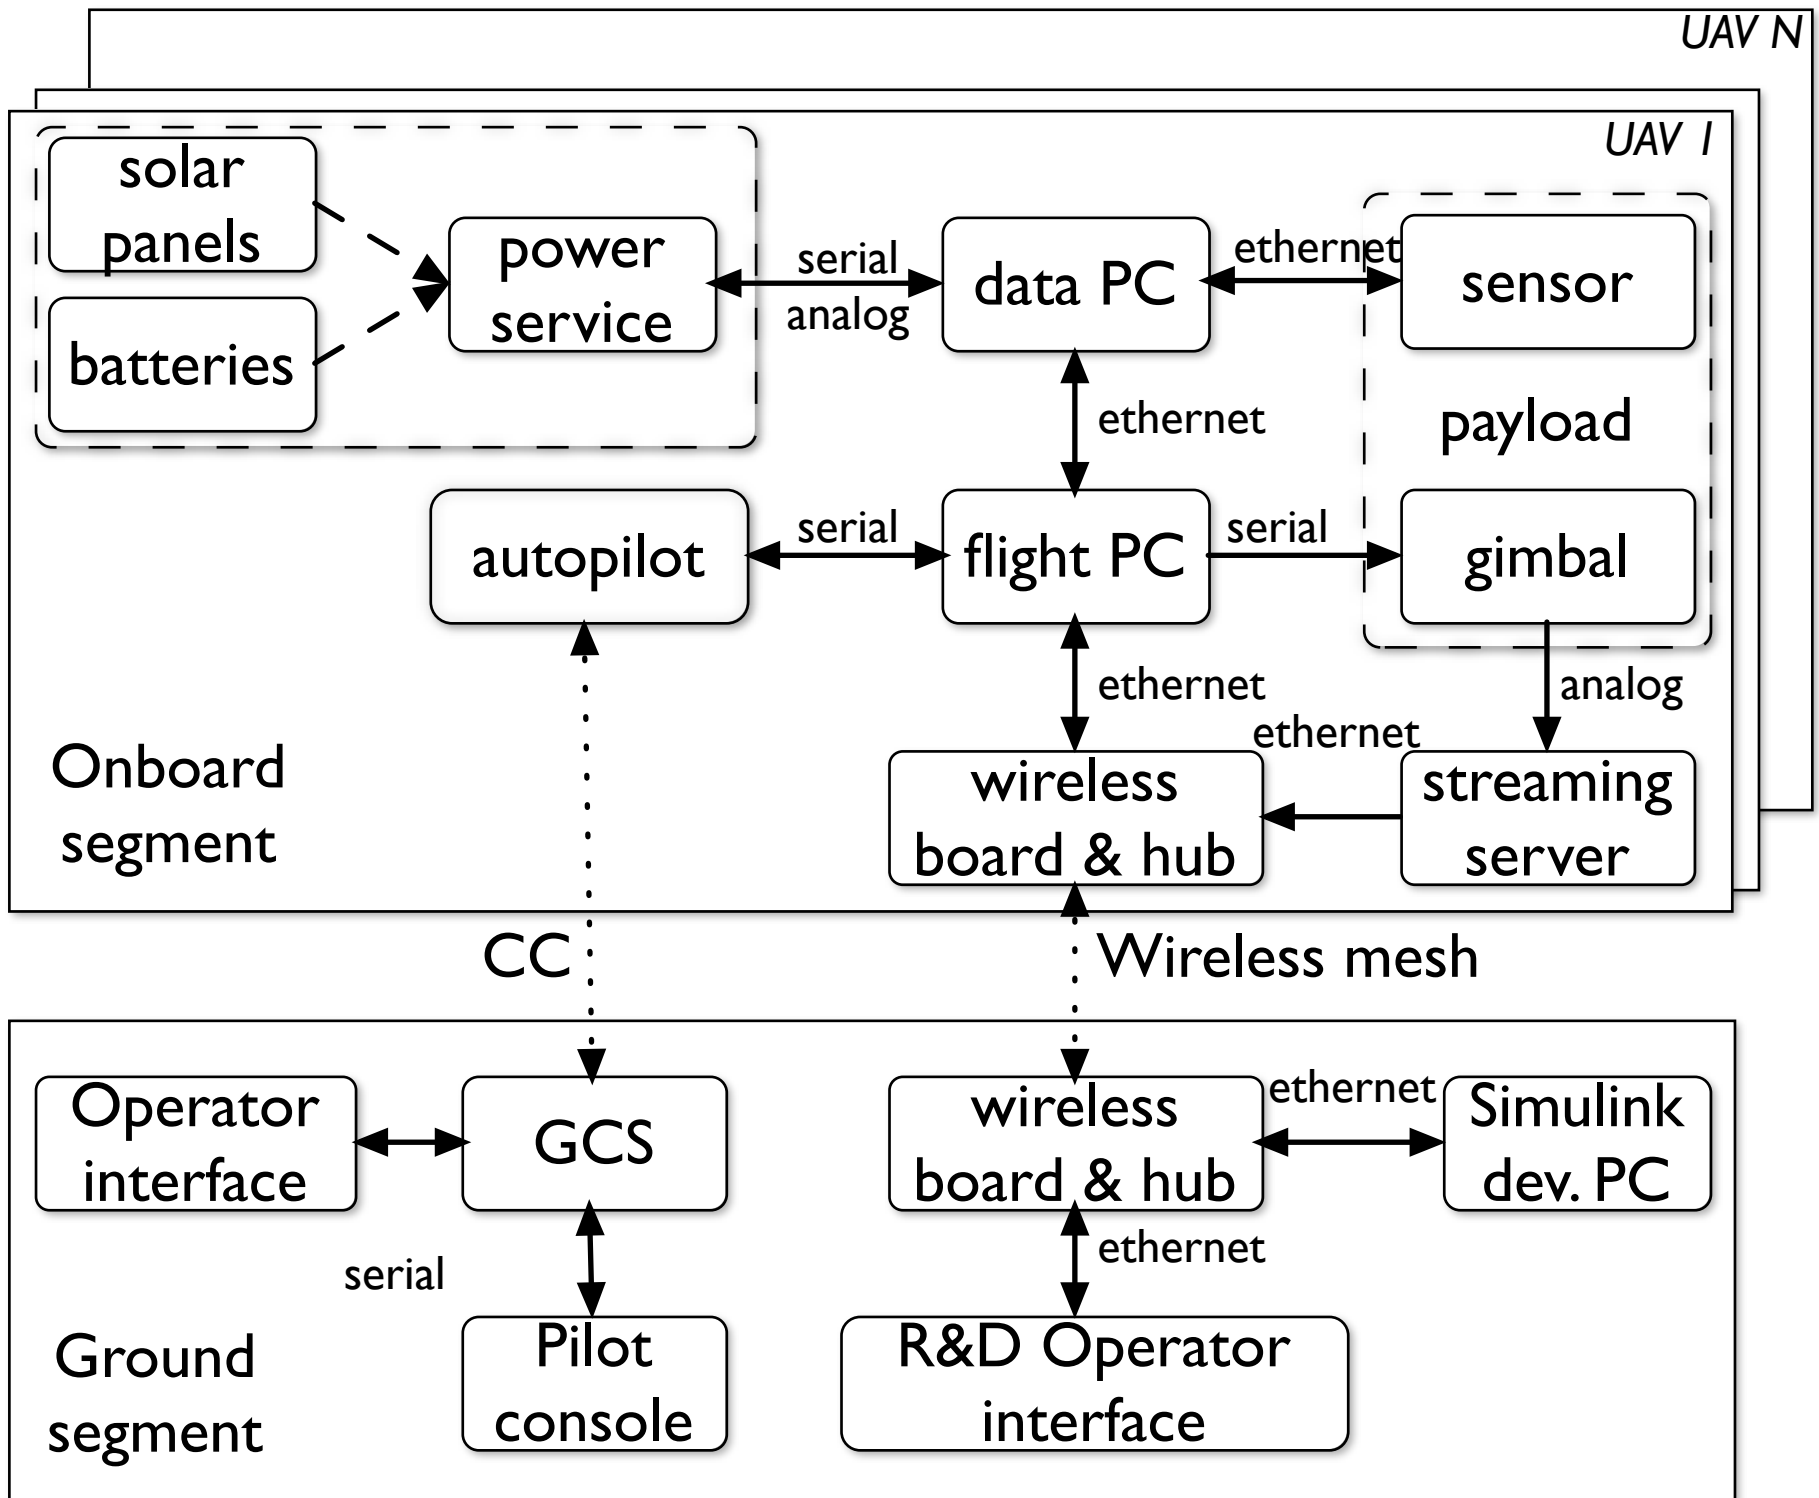 UAV N
UAV 1
solar
panels
power
service
serial
analog
data PC
ethernet
sensor
batteries
ethernet
payload
autopilot
serial
flight PC
serial
gimbal
ethernet
analog
ethernet
Onboard
segment
wireless
board & hub
streaming
server
CC
Wireless mesh
Operator
interface
GCS
wireless
board & hub
ethernet
Simulink
dev. PC
serial
ethernet
Ground
segment
Pilot
console
R&D Operator
interface